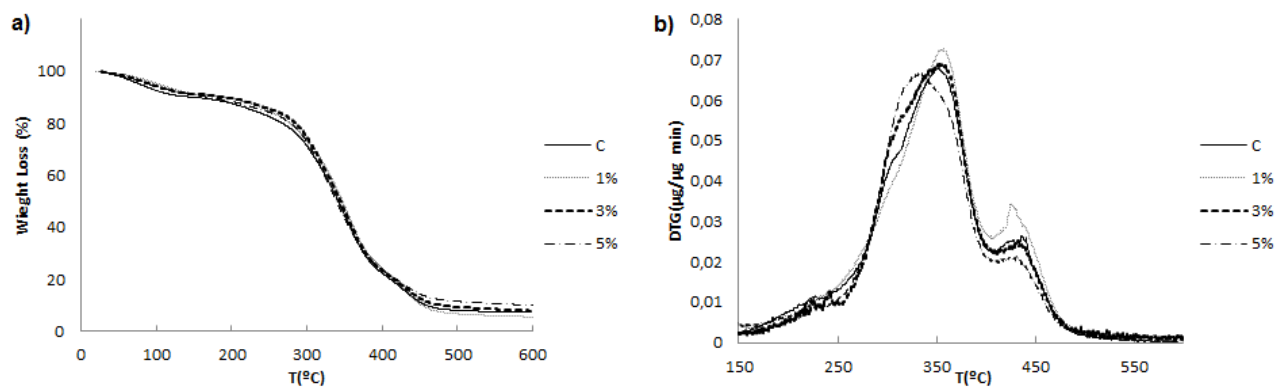 a)
Wieght Loss (%)
100
80
60
40
20
0
0 100 200 300 400 500 600
T(ºC)
C
1%
3%
5%
b)
DTG(µg/µg min)
0,08
0,07
0,06
0,05
0,04
0,03
0,02
0,01
0
150 250 350 450 550
T(ºC)
C
1%
3%
5%